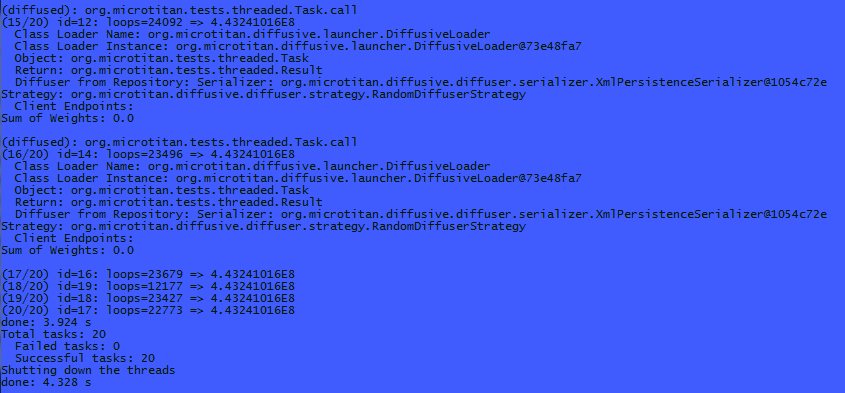 (diffused): org.microtitan.tests.threaded.Task.call
(15/20) id=12: loops=24092 => 4.43241016E8
  Class Loader Name: org.microtitan.diffusive.launcher.DiffusiveLoader
  Class Loader Instance: org.microtitan.diffusive.launcher.DiffusiveLoader@73e48fa7
  Object: org.microtitan.tests.threaded.Task
  Return: org.microtitan.tests.threaded.Result
  Diffuser from Repository: Serializer: org.microtitan.diffusive.diffuser.serializer.XmlPersistenceSerializer@1054c72e
Strategy: org.microtitan.diffusive.diffuser.strategy.RandomDiffuserStrategy
  Client Endpoints:
Sum of Weights: 0.0

(diffused): org.microtitan.tests.threaded.Task.call
(16/20) id=14: loops=23496 => 4.43241016E8
  Class Loader Name: org.microtitan.diffusive.launcher.DiffusiveLoader
  Class Loader Instance: org.microtitan.diffusive.launcher.DiffusiveLoader@73e48fa7
  Object: org.microtitan.tests.threaded.Task
  Return: org.microtitan.tests.threaded.Result
  Diffuser from Repository: Serializer: org.microtitan.diffusive.diffuser.serializer.XmlPersistenceSerializer@1054c72e
Strategy: org.microtitan.diffusive.diffuser.strategy.RandomDiffuserStrategy
  Client Endpoints:
Sum of Weights: 0.0

(17/20) id=16: loops=23679 => 4.43241016E8
(18/20) id=19: loops=12177 => 4.43241016E8
(19/20) id=18: loops=23427 => 4.43241016E8
(20/20) id=17: loops=22773 => 4.43241016E8
done: 3.924 s
Total tasks: 20
  Failed tasks: 0
  Successful tasks: 20
Shutting down the threads
done: 4.328 s